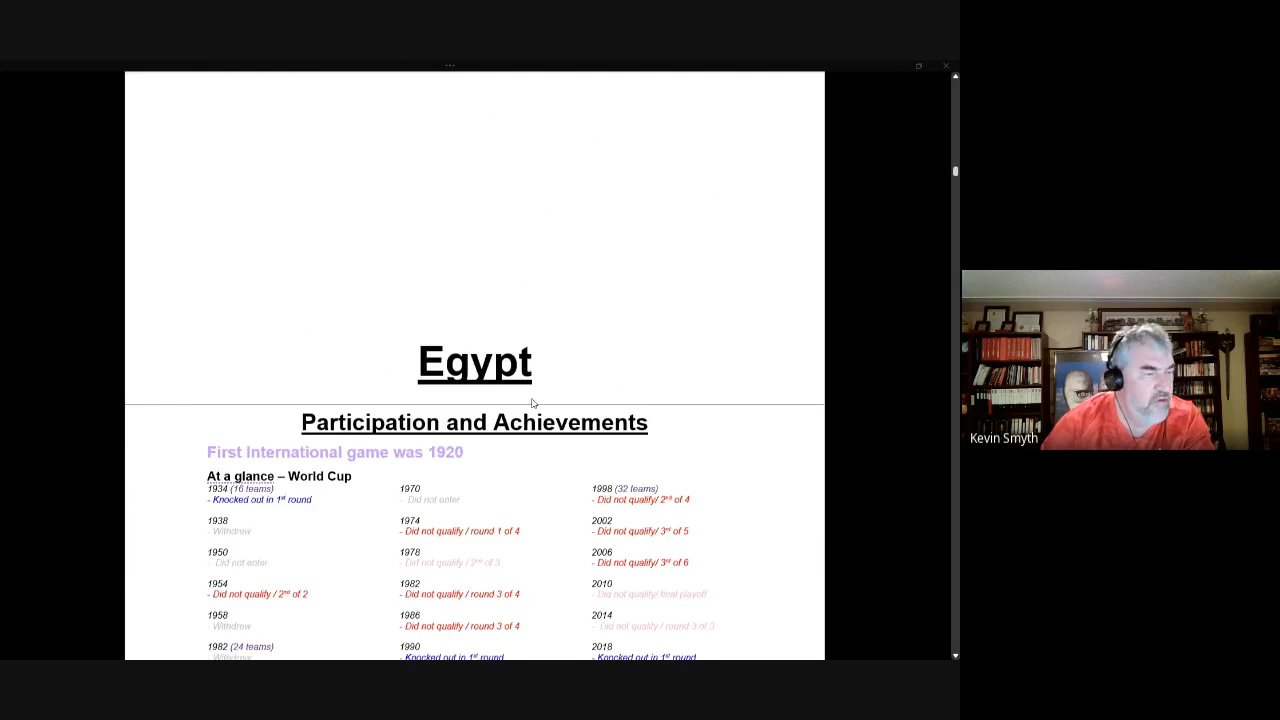 Egypt
Participation and Achievements
First International game was 1920
At a glance – World Cup
1934 (16 teams)
- Knocked out in 1st round
1938
- Withdrew
1950
- Did not enter
1954
- Did not qualify / 2nd of 2
1958
- Withdrew
1982 (24 teams)
- Withdrew
1970
- Did not enter
1974
- Did not qualify / round 1 of 4
1978
- Did not qualify / 2nd of 3
1982
- Did not qualify / round 3 of 4
1986
- Did not qualify / round 3 of 4
1990
- Knocked out in 1st round
1998 (32 teams)
- Did not qualify/ 2nd of 4
2002
- Did not qualify/ 3rd of 5
2006
- Did not qualify/ 3rd of 6
2010
- Did not qualify/ final playoff
2014
- Did not qualify / round 3 of 3
2018
- Knocked out in 1st round
Kevin Smyth